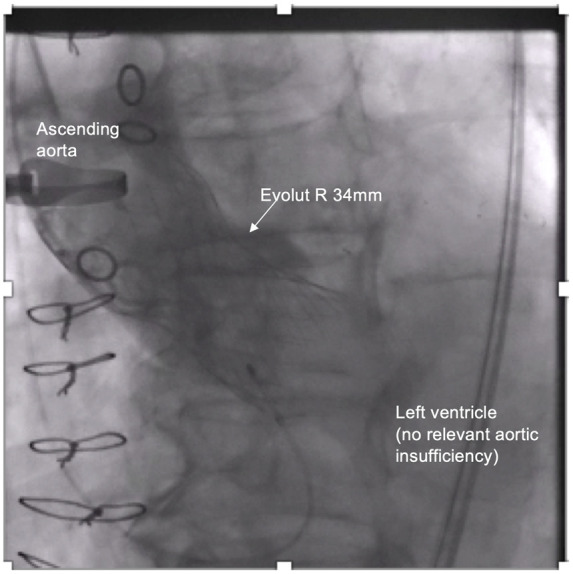 Ascending
aorta
Evolut R 34mm
Left ventricle
(no relevant aortic
insufficiency)